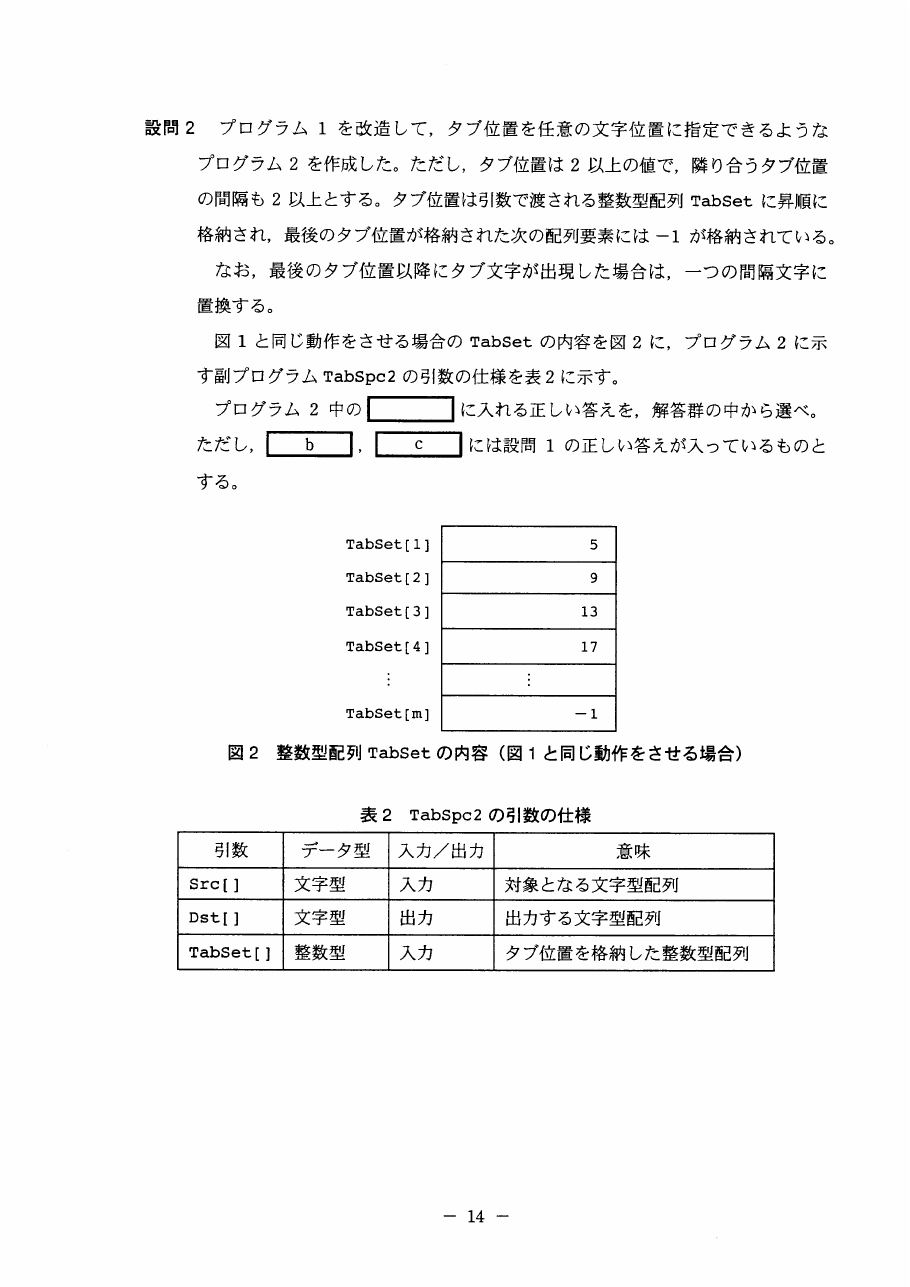 設問2 プログラム 1 を改造して，タブ位置を任意の文字位置に指定できるような
プログラム 2 を作成した。ただし，タブ位置は 2 以上の値で，隣り合うタブ位置
の間隔も 2 以上とする。タブ位置は引数で渡される整数型配列 TabSet に昇順に
格納され，最後のタブ位置が格納された次の配列要素には －1 が格納されている。
なお，最後のタブ位置以降にタブ文字が出現した場合は，一つの間隔文字に
置換する。
図 1 と同じ動作をさせる場合の TabSet の内容を図 2 に，プログラム 2 に示
す副プログラム TabSpc2 の引数の仕様を表 2 に示す。
プログラム 2 中の に入れる正しい答えを，解答群の中から選べ。
ただし， b ， c には設問 1 の正しい答えが入っているものと
する。
TabSet[1] 5
TabSet[2] 9
TabSet[3] 13
TabSet[4] 17
⋮ ⋮
TabSet[m] －1
図 2 整数型配列 TabSet の内容（図 1 と同じ動作をさせる場合）
表 2 TabSpc2 の引数の仕様
引数 データ型 入力／出力 意味
Src[] 文字型 入力 対象となる文字型配列
Dst[] 文字型 出力 出力する文字型配列
TabSet[] 整数型 入力 タブ位置を格納した整数型配列
－ 14 －